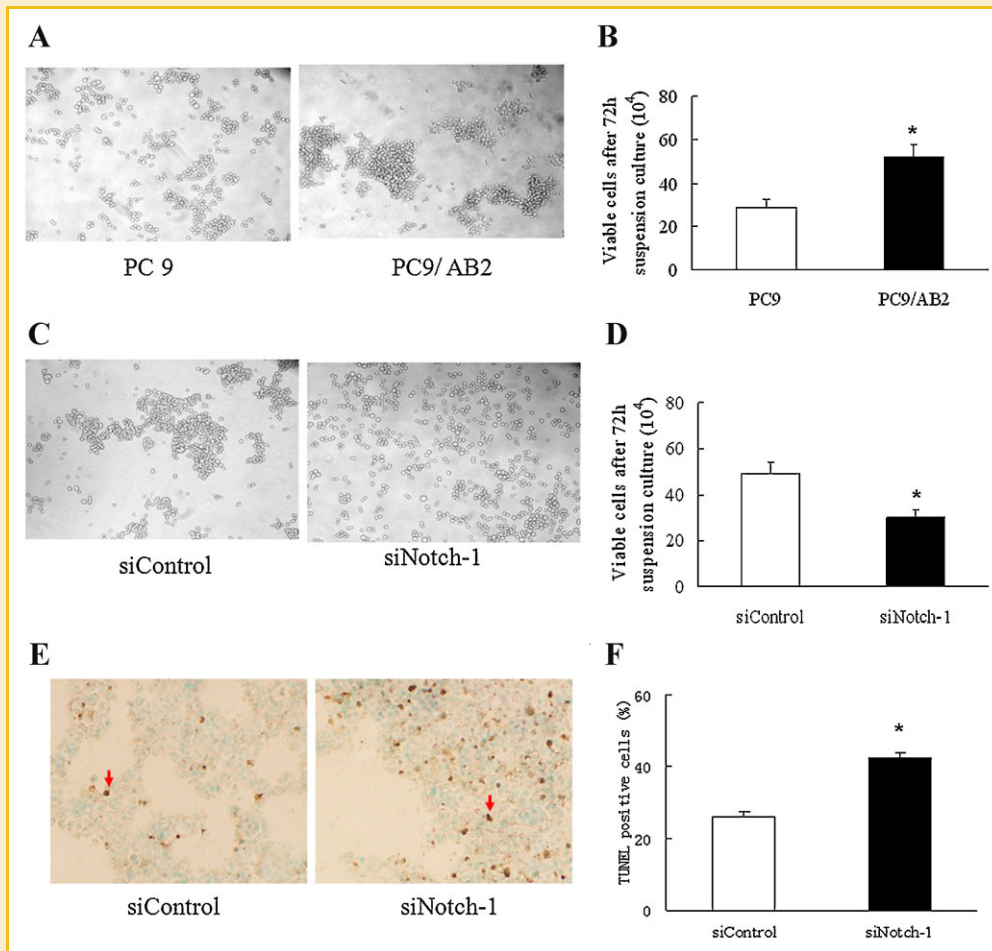 A
PC 9
PC9/ AB2
B
Viable cells after 72h
suspension culture (10⁴)
80
60
40
20
0
*
PC9
PC9/AB2
C
siControl
siNotch-1
D
Viable cells after 72h
suspension culture (10⁴)
80
60
40
20
0
*
siControl
siNotch-1
E
siControl
siNotch-1
F
TUNEL positive cells (%)
60
40
20
0
*
siControl
siNotch-1